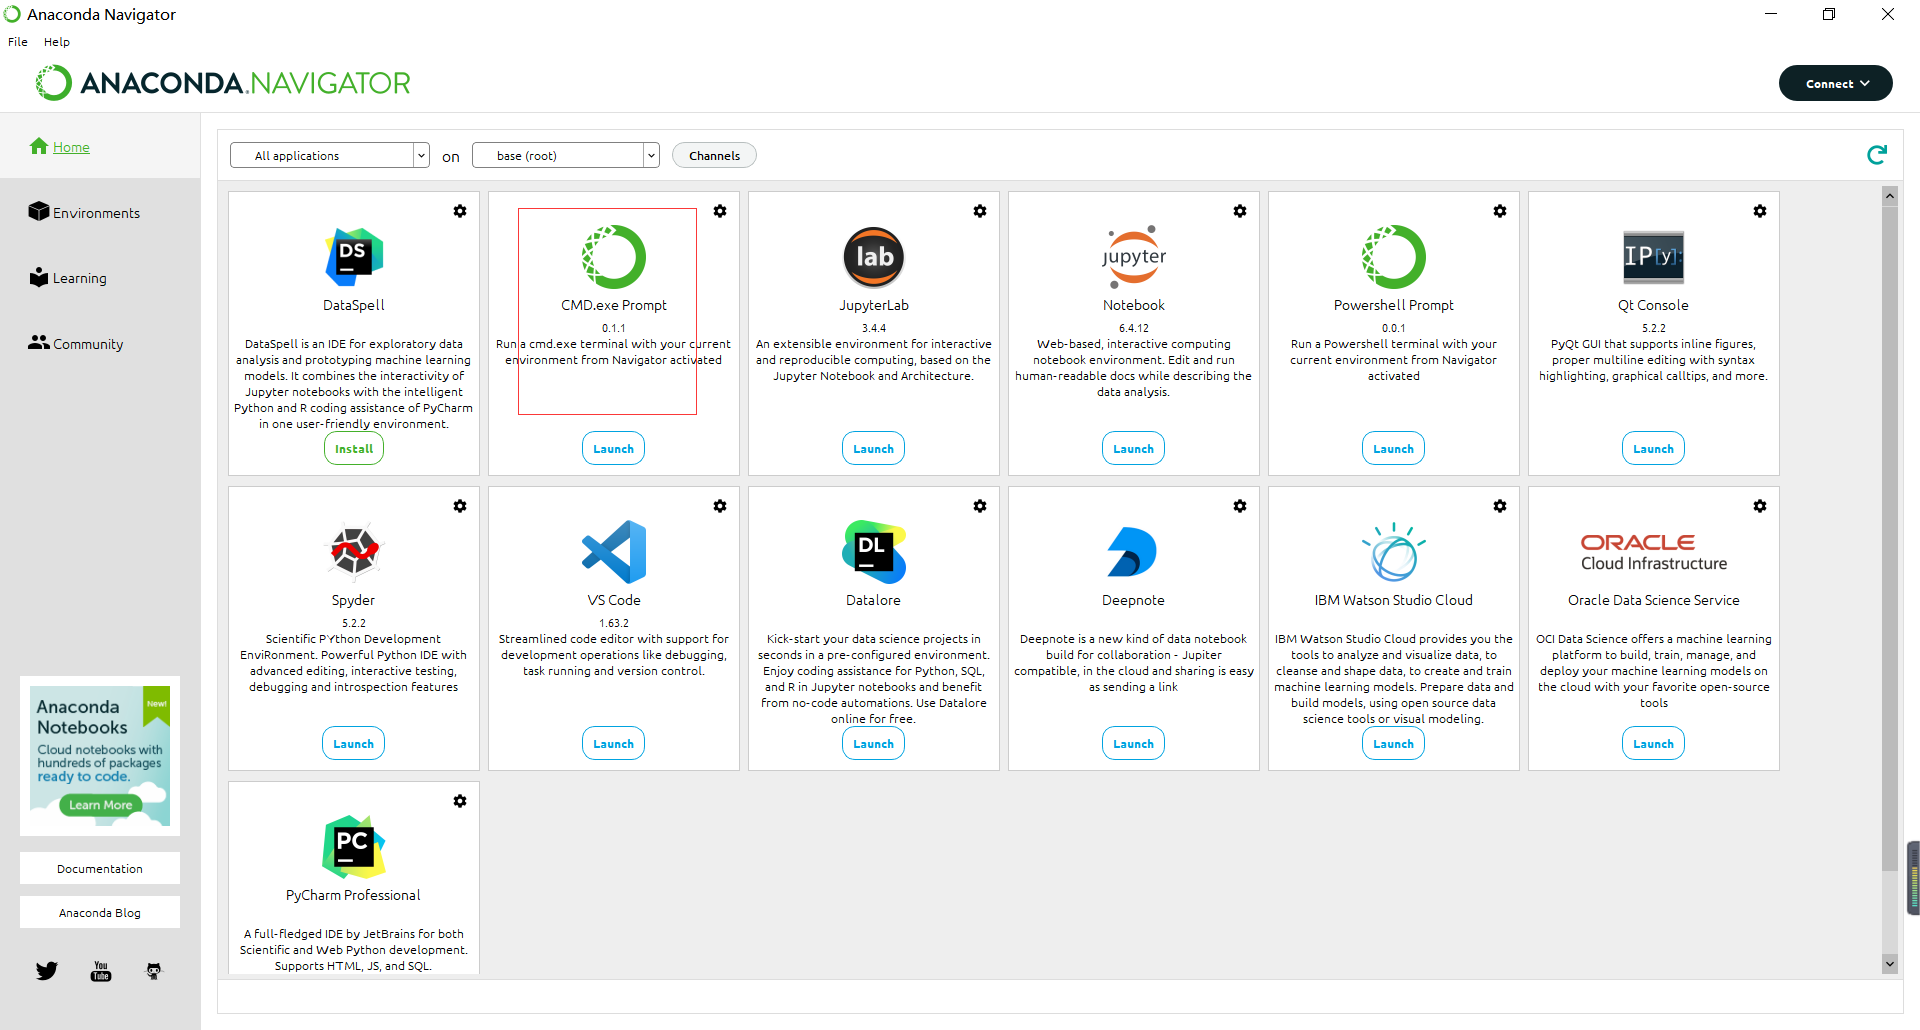 Anaconda Navigator
File Help
ANACONDA.NAVIGATOR
Connect
Home
Environments
Learning
Community
All applications on base (root) Channels
DS
DataSpell
DataSpell is an IDE for exploratory data
analysis and prototyping machine learning
models. It combines the interactivity of
Jupyter notebooks with the intelligent
Python and R coding assistance of PyCharm
in one user-friendly environment.
Install
CMD.exe Prompt
0.1.1
Run a cmd.exe terminal with your current
environment from Navigator activated
Launch
lab
JupyterLab
3.4.4
An extensible environment for interactive
and reproducible computing, based on the
Jupyter Notebook and Architecture.
Launch
jupyter
Notebook
6.4.12
Web-based, interactive computing
notebook environment. Edit and run
human-readable docs while describing the
data analysis.
Launch
Powershell Prompt
0.0.1
Run a Powershell terminal with your
current environment from Navigator
activated
Launch
IP[y]:
Qt Console
5.2.2
PyQt GUI that supports inline figures,
proper multiline editing with syntax
highlighting, graphical calltips, and more.
Launch
Spyder
5.2.2
Scientific PYthon Development
EnviRonment. Powerful Python IDE with
advanced editing, interactive testing,
debugging and introspection features
Launch
VS Code
1.63.2
Streamlined code editor with support for
development operations like debugging,
task running and version control.
Launch
DL
Datalore
Kick-start your data science projects in
seconds in a pre-configured environment.
Enjoy coding assistance for Python, SQL,
and R in Jupyter notebooks and benefit
from no-code automations. Use Datalore
online for free.
Launch
Deepnote
Deepnote is a new kind of data notebook
build for collaboration - Jupiter
compatible, in the cloud and sharing is easy
as sending a link
Launch
IBM Watson Studio Cloud
IBM Watson Studio Cloud provides you the
tools to analyze and visualize data, to
cleanse and shape data, to create and train
machine learning models. Prepare data and
build models, using open source data
science tools or visual modeling.
Launch
ORACLE
Cloud Infrastructure
Oracle Data Science Service
OCI Data Science offers a machine learning
platform to build, train, manage, and
deploy your machine learning models on
the cloud with your favorite open-source
tools
Launch
PC
PyCharm Professional
A full-fledged IDE by JetBrains for both
Scientific and Web Python development.
Supports HTML, JS, and SQL.
New!
Anaconda
Notebooks
Cloud notebooks with
hundreds of packages
ready to code.
Learn More
Documentation
Anaconda Blog
You
Tube